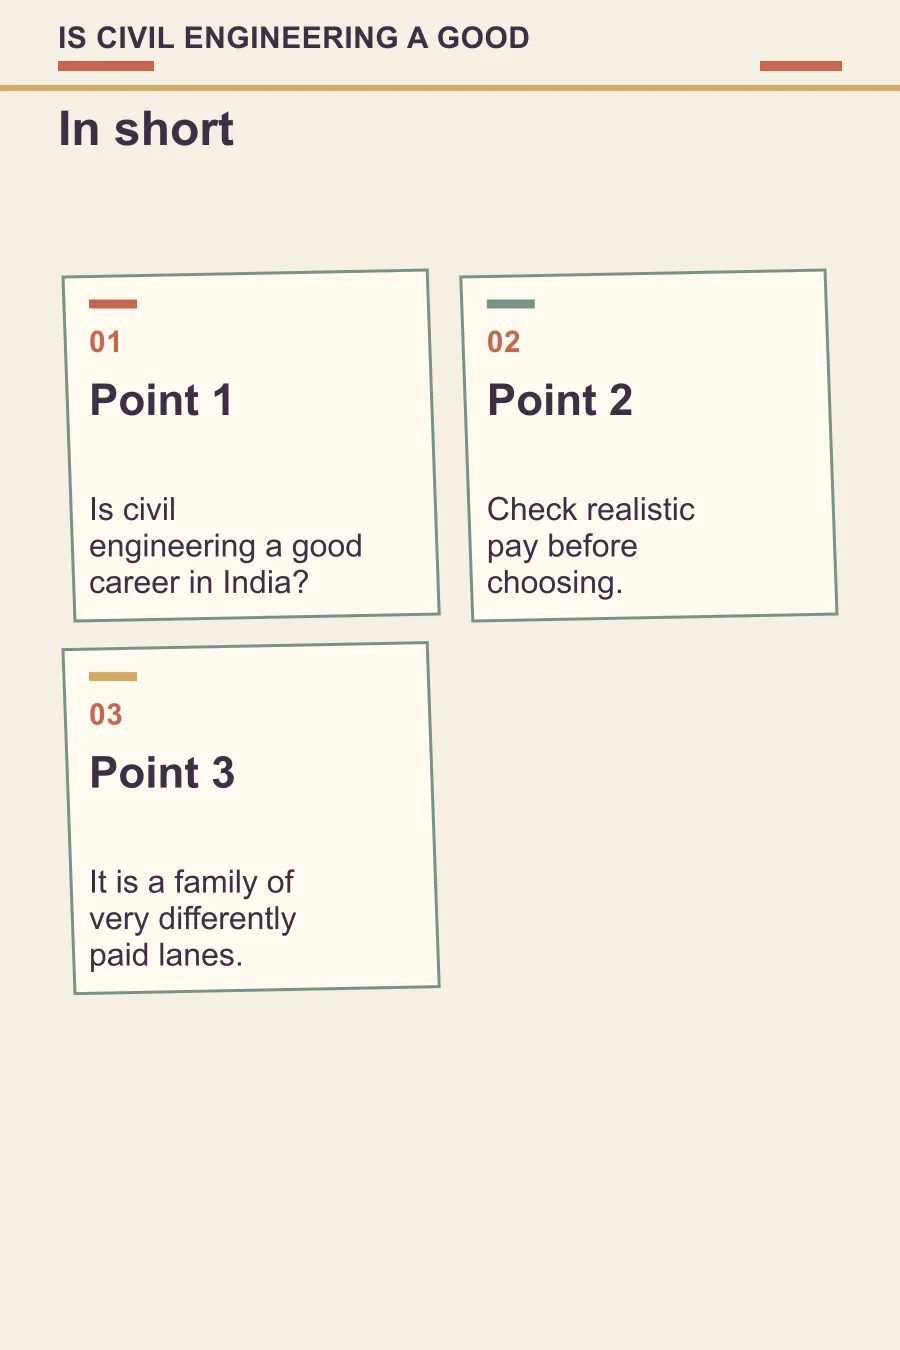 IS CIVIL ENGINEERING A GOOD
In short
01
Point 1
Is civil
engineering a good
career in India?
02
Point 2
Check realistic
pay before
choosing.
03
Point 3
It is a family of
very differently
paid lanes.